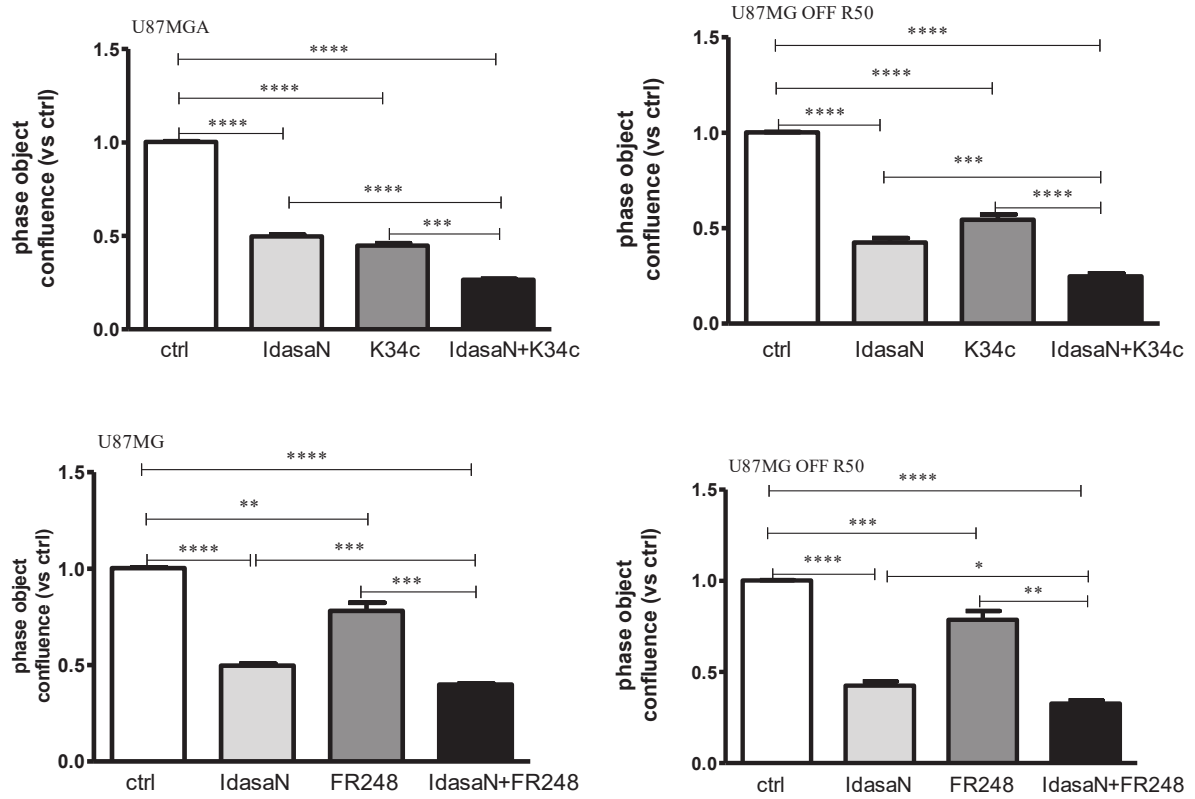 U87MGA
phase object
confluence (vs ctrl)
1.5
1.0
0.5
0.0
****
****
****
****
***
ctrl
IdasaN
K34c
IdasaN+K34c
U87MG OFF R50
phase object
confluence (vs ctrl)
1.5
1.0
0.5
0.0
****
****
****
***
****
ctrl
IdasaN
K34c
IdasaN+K34c
U87MG
phase object
confluence (vs ctrl)
1.5
1.0
0.5
0.0
****
**
****
***
***
ctrl
IdasaN
FR248
IdasaN+FR248
U87MG OFF R50
phase object
confluence (vs ctrl)
1.5
1.0
0.5
0.0
****
***
****
*
**
ctrl
IdasaN
FR248
IdasaN+FR248